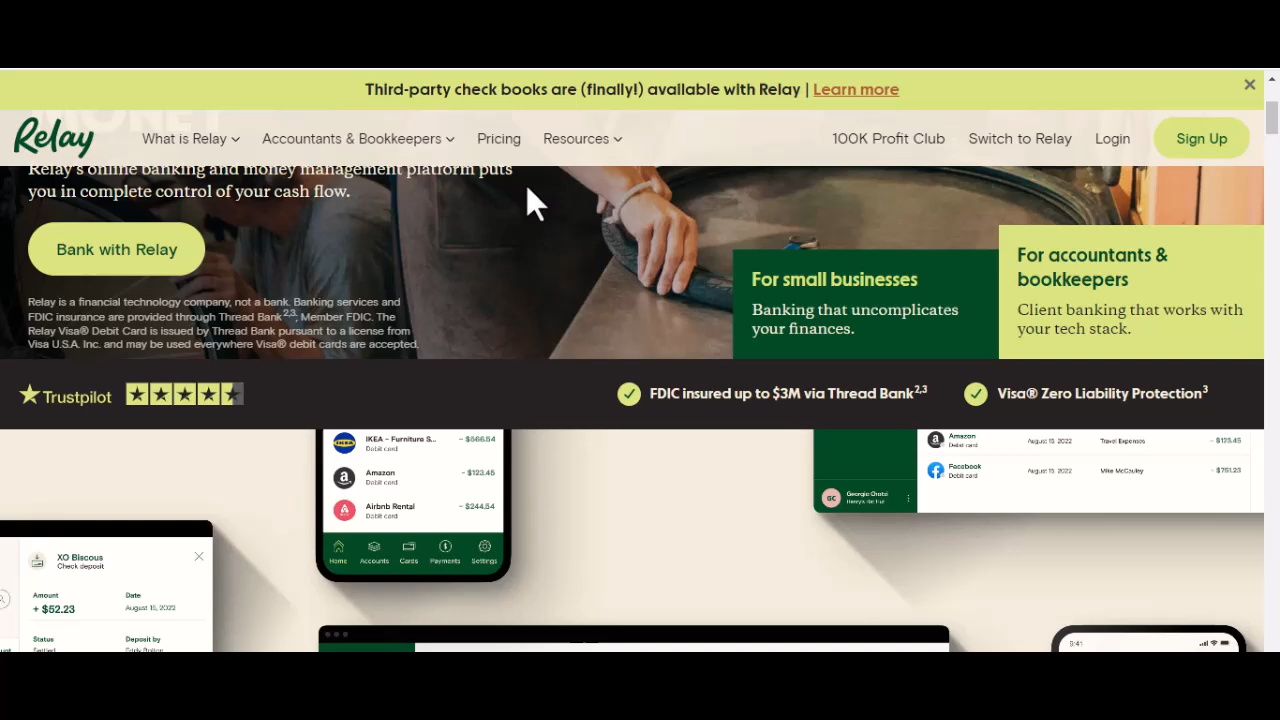 Third-party check books are (finally!) available with Relay | Learn more
MONEY
Relay
What is Relay
Accountants & Bookkeepers
Pricing
Resources
100K Profit Club
Switch to Relay
Login
Sign Up
Relay's online banking and money management platform puts
you in complete control of your cash flow.
Bank with Relay
Relay is a financial technology company, not a bank. Banking services and
FDIC insurance are provided through Thread Bank2,3, Member FDIC. The
Relay Visa® Debit Card is issued by Thread Bank pursuant to a license from
Visa U.S.A. Inc. and may be used everywhere Visa® debit cards are accepted.
For small businesses
Banking that uncomplicates
your finances.
For accountants &
bookkeepers
Client banking that works with
your tech stack.
Trustpilot
FDIC insured up to $3M via Thread Bank2,3
Visa® Zero Liability Protection3
IKEA – Furniture S... - $566.54
Debit card
Amazon - $123.45
Debit card
Airbnb Rental - $244.54
Debit card
Home Accounts Cards Payments Settings
Amazon August 15, 2022 Travel Expenses - $123.45
Debit card
Facebook August 15, 2022 Mike McCauley - $751.23
Debit card
GC
XO Biscous
Check deposit
Amount Date
+ $52.23 August 15, 2022
Status Deposit by
9:41